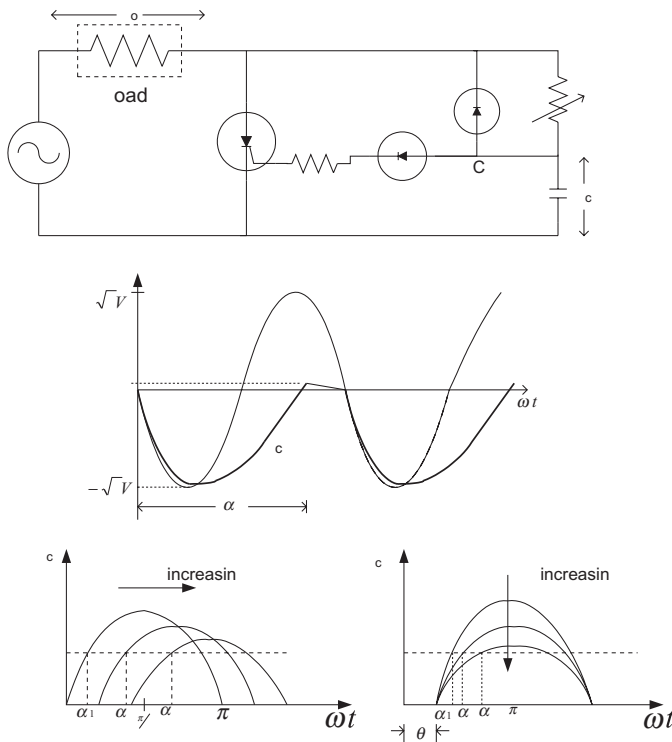 o
oad
C
c
√V
ωt
c
−√V
α
c
increasin
α1 α π/ α π
ωt
c
increasin
θ α1 α α π
ωt